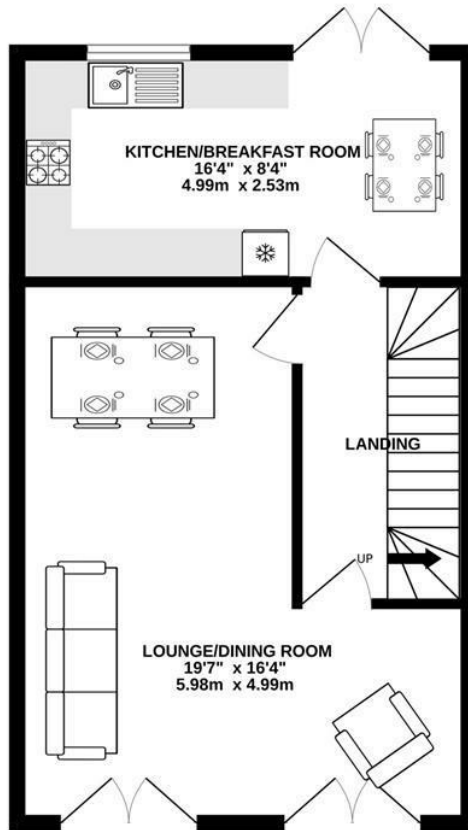 KITCHEN/BREAKFAST ROOM
16'4" x 8'4"
4.99m x 2.53m
LANDING
UP
LOUNGE/DINING ROOM
19'7" x 16'4"
5.98m x 4.99m